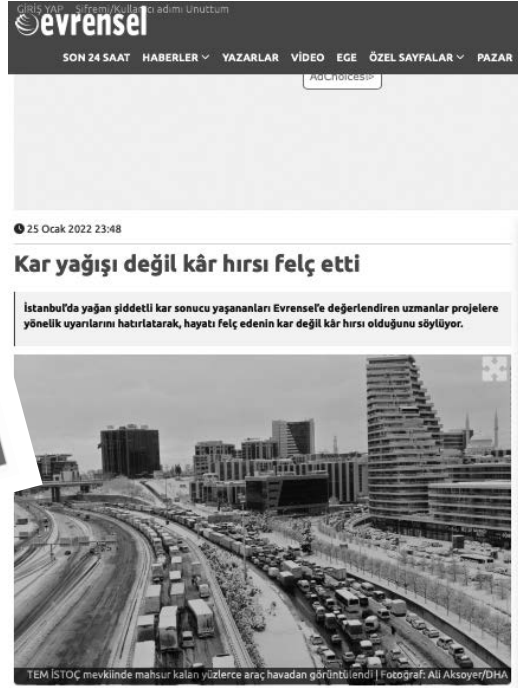 GİRİŞ YAP Şifremi/Kullanıcı adımı Unuttum
evrensel
SON 24 SAAT HABERLER YAZARLAR VİDEO EGE ÖZEL SAYFALAR PAZAR
AdChoices
25 Ocak 2022 23:48
Kar yağışı değil kâr hırsı felç etti
İstanbul’da yağan şiddetli kar sonucu yaşananları Evrensel’e değerlendiren uzmanlar projelere
yönelik uyarılarını hatırlatarak, hayatı felç edenin kar değil kâr hırsı olduğunu söylüyor.
TEM İSTOÇ mevkiinde mahsur kalan yüzlerce araç havadan görüntülendi | Fotoğraf: Ali Aksoyer/DHA